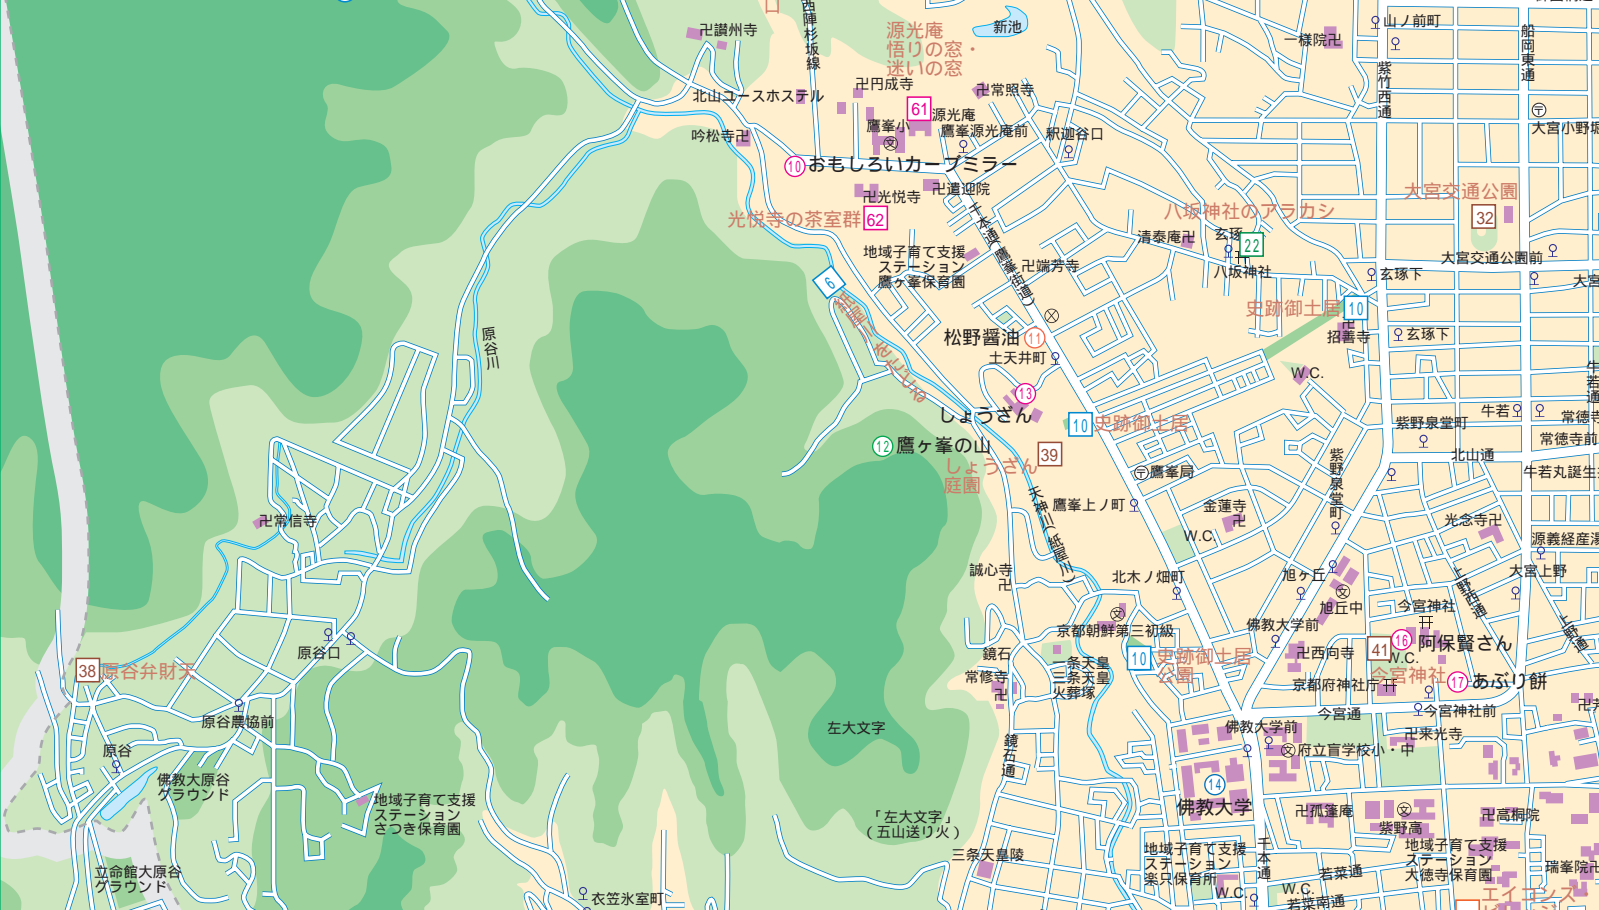 口
西陣杉坂線
卍讃州寺
源光庵
悟りの窓・
迷いの窓
新池
一様院卍
山ノ前町
船岡東通
紫竹西通
北山ユースホステル
卍円成寺
卍常照寺
61
源光庵
鷹峯小
文
鷹峯源光庵前
釈迦谷口
〒
大宮小野堀
吟松寺卍
10
おもしろいカーブミラー
卍光悦寺
卍遣迎院
光悦寺の茶室群
62
千本通(鷹峯街道)
八坂神社のアラカシ
清泰庵卍
玄琢
22
八坂神社
大宮交通公園
32
大宮交通公園前
玄琢下
大宮
地域子育て支援
ステーション
鷹ヶ峯保育園
卍端芳寺
6
史跡御土居
10
卍
招善寺
玄琢下
原谷川
松野醤油
11
土天井町
W.C.
牛若通
13
しょうざん
10
史跡御土居
牛若
常徳寺
紫野泉堂町
常徳寺前
北山通
12
鷹ヶ峯の山
しょうざん
庭園
39
〒鷹峯局
紫野泉堂町
牛若丸誕生
天神川(紙屋川)
鷹峯上ノ町
金蓮寺
卍
W.C.
光念寺卍
源義経産湯
卍常信寺
誠心寺
卍
北木ノ畑町
旭ケ丘
文
旭丘中
大宮上野
上野西通
上野通
今宮神社
文
京都朝鮮第三初級
佛教大学前
16
阿保賢さん
41
W.C.
原谷口
38
原谷弁財天
鏡石
常修寺
卍
一条天皇
三条天皇
火葬塚
10
史跡御土居
公園
卍西向寺
今宮神社
京都府神社庁
17
あぶり餅
今宮通
今宮神社前
原谷農協前
原谷
左大文字
鏡石通
佛教大学前
文府立盲学校小・中
卍来光寺
佛教大原谷
グラウンド
地域子育て支援
ステーション
さつき保育園
14
佛教大学
「左大文字」
(五山送り火)
卍孤篷庵
文
紫野高
卍高桐院
三条天皇陵
地域子育て支援
ステーション
楽只保育所
千本通
地域子育て支援
ステーション
大徳寺保育園
瑞峯院卍
立命館大原谷
グラウンド
若菜通
W.C.
W.C.
若菜南通
衣笠氷室町
エイコンズ・